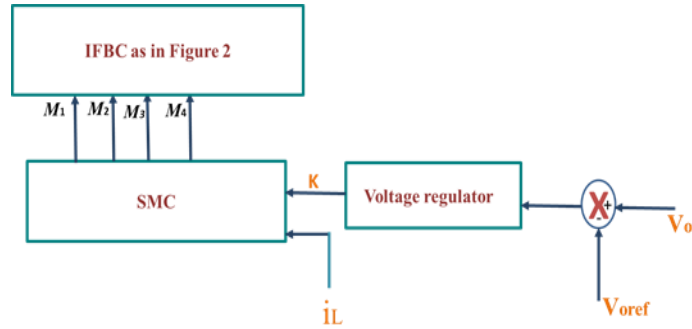 IFBC as in Figure 2
M1 M2 M3 M4
SMC
K
Voltage regulator
X + -
Vo
iL
Voref